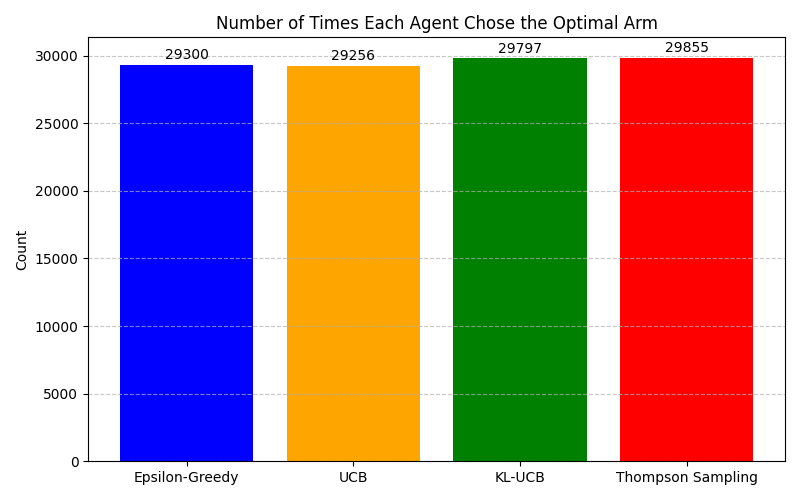 Number of Times Each Agent Chose the Optimal Arm
29300
29256
29797
29855
30000
25000
20000
15000
10000
5000
0
Count
Epsilon-Greedy
UCB
KL-UCB
Thompson Sampling